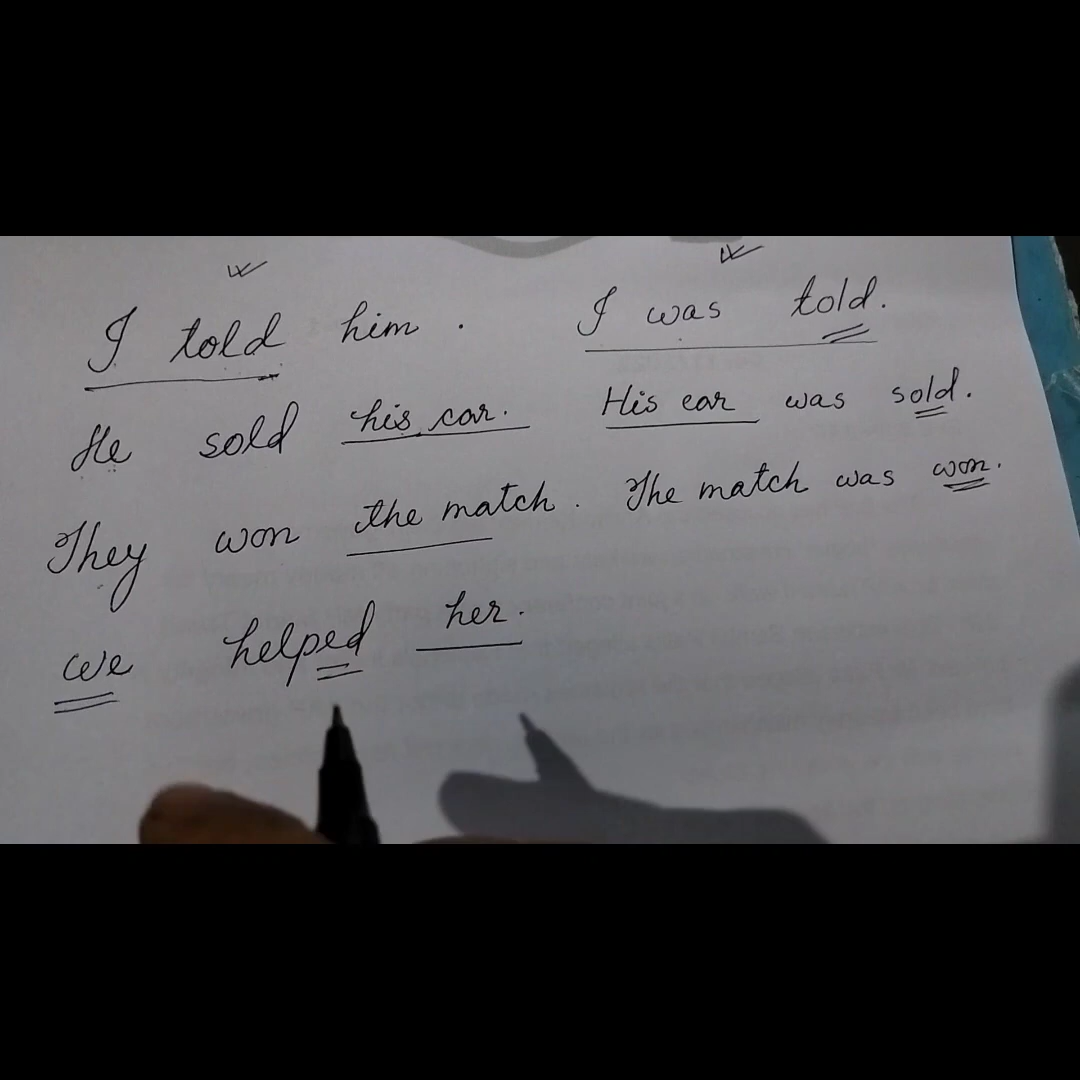 I told him. I was told.
He sold his car. His car was sold.
They won the match. The match was won.
We helped her.